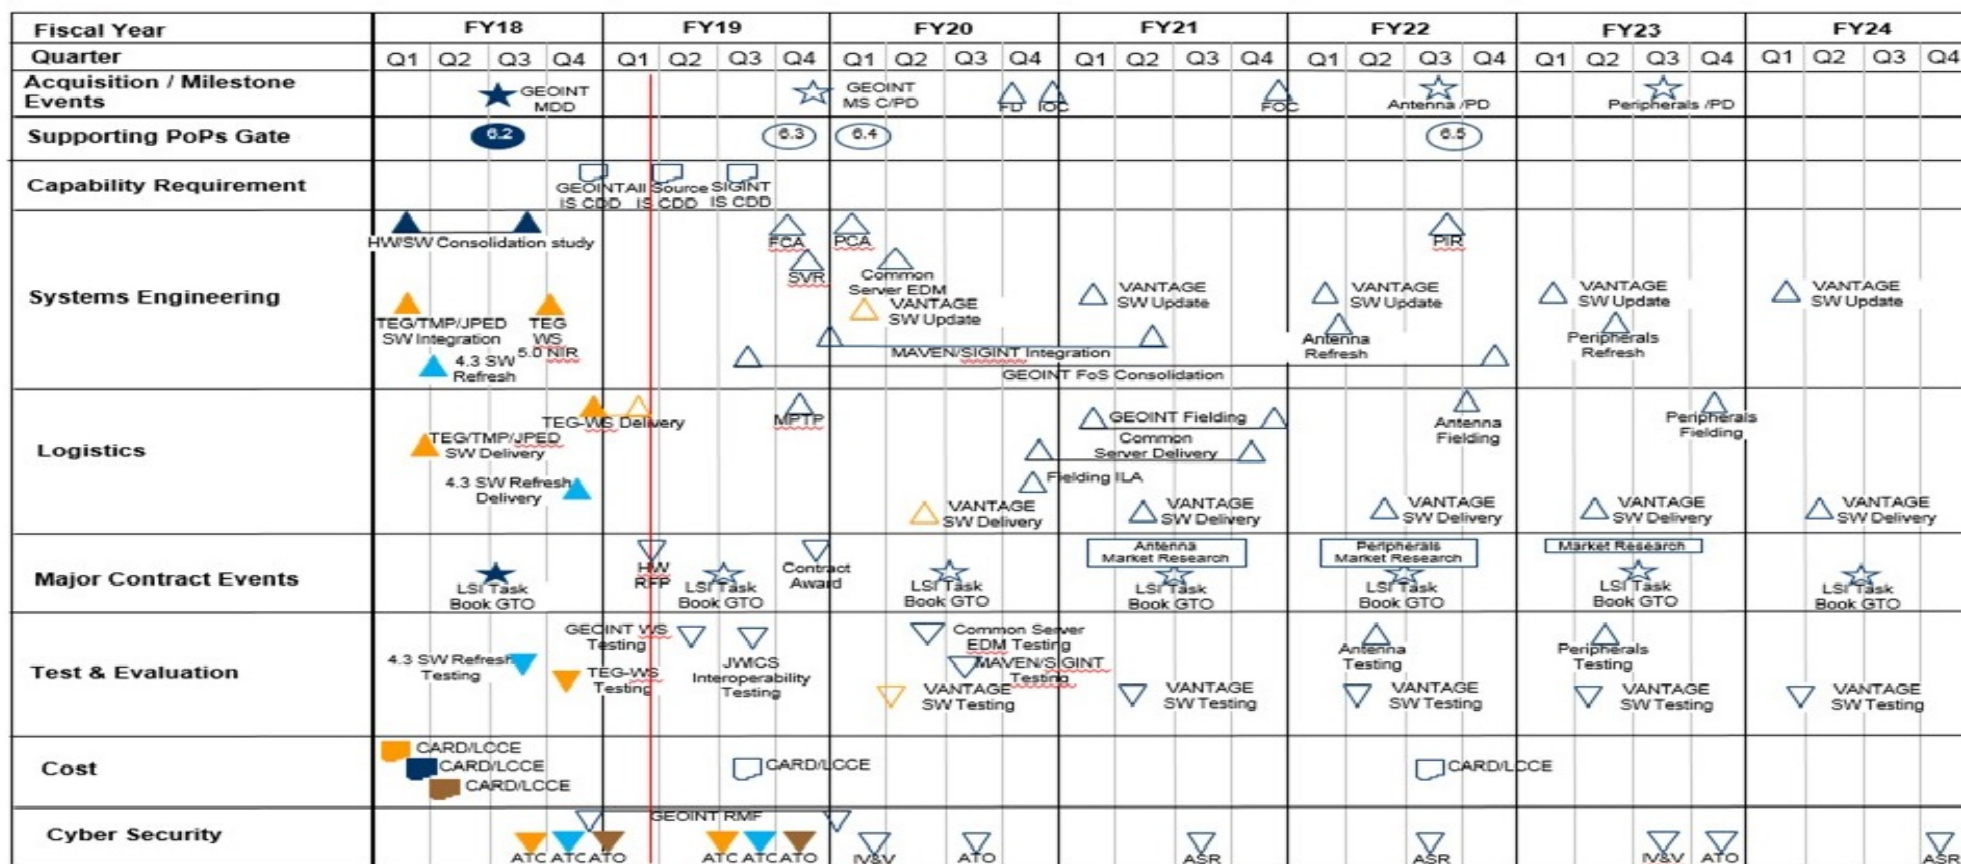 Fiscal Year FY18 FY19 FY20 FY21 FY22 FY23 FY24
Quarter Q1 Q2 Q3 Q4 Q1 Q2 Q3 Q4 Q1 Q2 Q3 Q4 Q1 Q2 Q3 Q4 Q1 Q2 Q3 Q4 Q1 Q2 Q3 Q4 Q1 Q2 Q3 Q4
Acquisition / Milestone
Events
GEOINT
MDD
GEOINT
MS C/PD
FD
IOC
FOC
Antenna /PD
Peripherals /PD
Supporting PoPs Gate
6.2
6.3
6.4
6.5
Capability Requirement
GEOINT
IS CDD
All Source
IS CDD
SIGINT
IS CDD
Systems Engineering
HW/SW Consolidation study
FCA
PCA
PIR
SVR
Common
Server EDM
VANTAGE
SW Update
VANTAGE
SW Update
VANTAGE
SW Update
VANTAGE
SW Update
VANTAGE
SW Update
TEG/TMP/JPED
SW Integration
TEG
WS
5.0 NIR
4.3 SW
Refresh
MAVEN/SIGINT Integration
Antenna
Refresh
Peripherals
Refresh
GEOINT FoS Consolidation
Logistics
TEG-WS Delivery
MPTP
GEOINT Fielding
Antenna
Fielding
Peripherals
Fielding
TEG/TMP/JPED
SW Delivery
Common
Server Delivery
4.3 SW Refresh
Delivery
Fielding ILA
VANTAGE
SW Delivery
VANTAGE
SW Delivery
VANTAGE
SW Delivery
VANTAGE
SW Delivery
VANTAGE
SW Delivery
Major Contract Events
LSI Task
Book GTO
HW
RFP
LSI Task
Book GTO
Contract
Award
LSI Task
Book GTO
Antenna
Market Research
LSI Task
Book GTO
Peripherals
Market Research
LSI Task
Book GTO
Market Research
LSI Task
Book GTO
LSI Task
Book GTO
Test & Evaluation
GEOINT WS
Testing
4.3 SW Refresh
Testing
TEG-WS
Testing
JWICS
Interoperability
Testing
Common Server
EDM Testing
MAVEN/SIGINT
Testing
VANTAGE
SW Testing
VANTAGE
SW Testing
Antenna
Testing
VANTAGE
SW Testing
Peripherals
Testing
VANTAGE
SW Testing
VANTAGE
SW Testing
Cost
CARD/LCCE
CARD/LCCE
CARD/LCCE
CARD/LCCE
CARD/LCCE
Cyber Security
GEOINT RMF
ATC ATC ATO ATC ATC ATO IV&V ATO ASR ASR IV&V ATO ASR